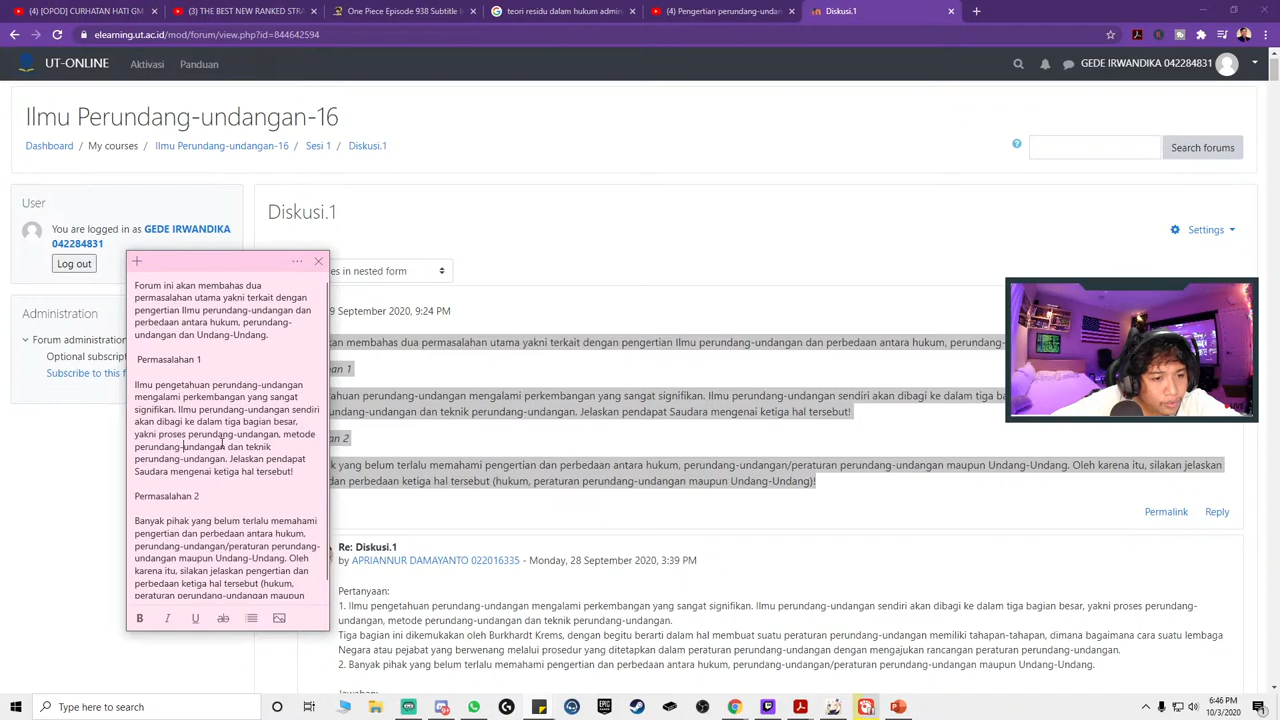 (4) [OPOD] CURHATAN HATI GM
(3) THE BEST NEW RANKED STRA
One Piece Episode 938 Subtitle
teori residu dalam hukum admin
(4) Pengertian perundang-undan
Diskusi.1
elearning.ut.ac.id/mod/forum/view.php?id=844642594
UT-ONLINE
Aktivasi
Panduan
GEDE IRWANDIKA 042284831
Ilmu Perundang-undangan-16
Dashboard / My courses / Ilmu Perundang-undangan-16 / Sesi 1 / Diskusi.1
Search forums
User
You are logged in as GEDE IRWANDIKA
042284831
Log out
Administration
Forum administration
Optional subscript
Subscribe to this f
Diskusi.1
Settings
es in nested form
9 September 2020, 9:24 PM
kan membahas dua permasalahan utama yakni terkait dengan pengertian Ilmu perundang-undangan dan perbedaan antara hukum, perundang-
an 1
ahuan perundang-undangan mengalami perkembangan yang sangat signifikan. Ilmu perundang-undangan sendiri akan dibagi ke dalam tiga bagian bes
undangan dan teknik perundang-undangan. Jelaskan pendapat Saudara mengenai ketiga hal tersebut!
an 2
k yang belum terlalu memahami pengertian dan perbedaan antara hukum, perundang-undangan/peraturan perundang-undangan maupun Undang-Undang. Oleh karena itu, silakan jelaskan
dan perbedaan ketiga hal tersebut (hukum, peraturan perundang-undangan maupun Undang-Undang)!
Permalink
Reply
Re: Diskusi.1
by APRIANNUR DAMAYANTO 022016335 - Monday, 28 September 2020, 3:39 PM
Pertanyaan:
1. Ilmu pengetahuan perundang-undangan mengalami perkembangan yang sangat signifikan. Ilmu perundang-undangan sendiri akan dibagi ke dalam tiga bagian besar, yakni proses perundang-
undangan, metode perundang-undangan dan teknik perundang-undangan.
Tiga bagian ini dikemukakan oleh Burkhardt Krems, dengan begitu berarti dalam hal membuat suatu peraturan perundang-undangan memiliki tahapan-tahapan, dimana bagaimana cara suatu lembaga
Negara atau pejabat yang berwenang melalui prosedur yang ditetapkan dalam peraturan perundang-undangan dengan mengajukan rancangan peraturan perundang-undangan.
2. Banyak pihak yang belum terlalu memahami pengertian dan perbedaan antara hukum, perundang-undangan/peraturan perundang-undangan maupun Undang-Undang.
Jawaban:
Forum ini akan membahas dua
permasalahan utama yakni terkait dengan
pengertian Ilmu perundang-undangan dan
perbedaan antara hukum, perundang-
undangan dan Undang-Undang.
Permasalahan 1
Ilmu pengetahuan perundang-undangan
mengalami perkembangan yang sangat
signifikan. Ilmu perundang-undangan sendiri
akan dibagi ke dalam tiga bagian besar,
yakni proses perundang-undangan, metode
perundang-undangan dan teknik
perundang-undangan. Jelaskan pendapat
Saudara mengenai ketiga hal tersebut!
Permasalahan 2
Banyak pihak yang belum terlalu memahami
pengertian dan perbedaan antara hukum,
perundang-undangan/peraturan perundang-
undangan maupun Undang-Undang. Oleh
karena itu, silakan jelaskan pengertian dan
perbedaan ketiga hal tersebut (hukum,
peraturan perundang-undangan maupun
B I U ab
LIVE
Type here to search
EPIC
6:46 PM
10/3/2020